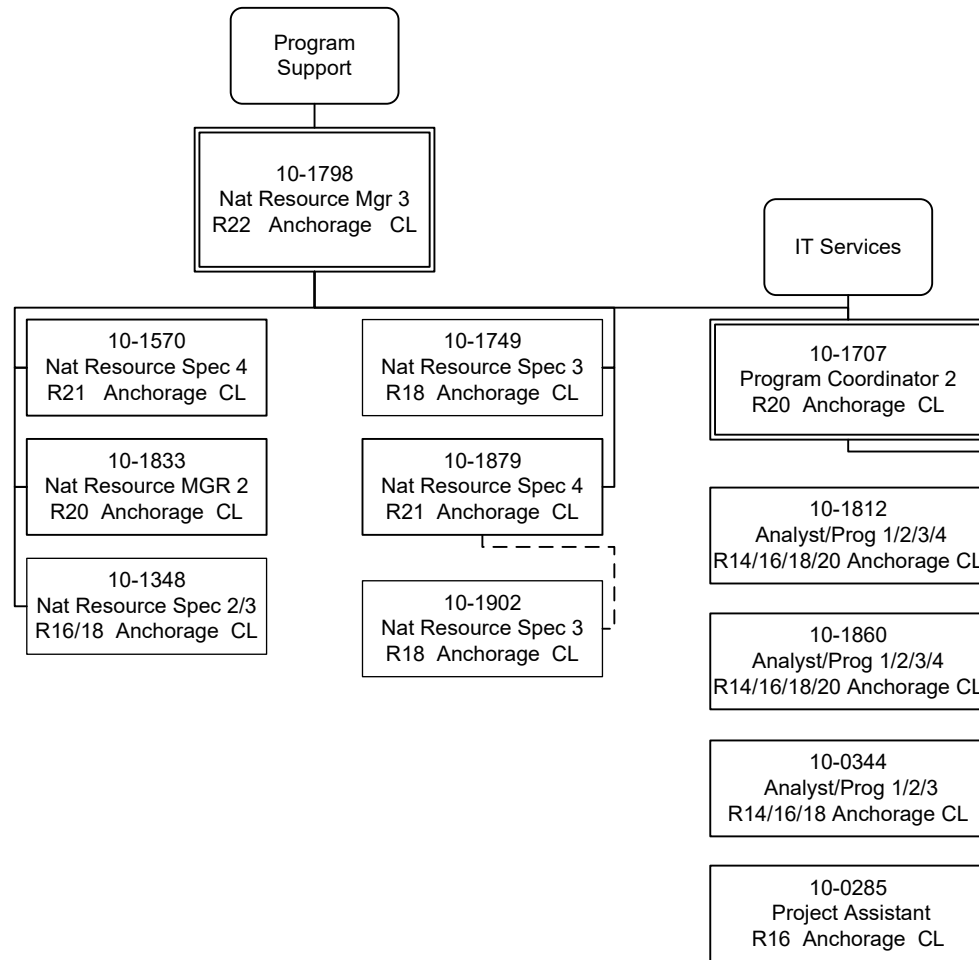 Program
Support
10-1798
Nat Resource Mgr 3
R22 Anchorage CL
IT Services
10-1570
Nat Resource Spec 4
R21 Anchorage CL
10-1749
Nat Resource Spec 3
R18 Anchorage CL
10-1707
Program Coordinator 2
R20 Anchorage CL
10-1833
Nat Resource MGR 2
R20 Anchorage CL
10-1879
Nat Resource Spec 4
R21 Anchorage CL
10-1812
Analyst/Prog 1/2/3/4
R14/16/18/20 Anchorage CL
10-1348
Nat Resource Spec 2/3
R16/18 Anchorage CL
10-1902
Nat Resource Spec 3
R18 Anchorage CL
10-1860
Analyst/Prog 1/2/3/4
R14/16/18/20 Anchorage CL
10-0344
Analyst/Prog 1/2/3
R14/16/18 Anchorage CL
10-0285
Project Assistant
R16 Anchorage CL